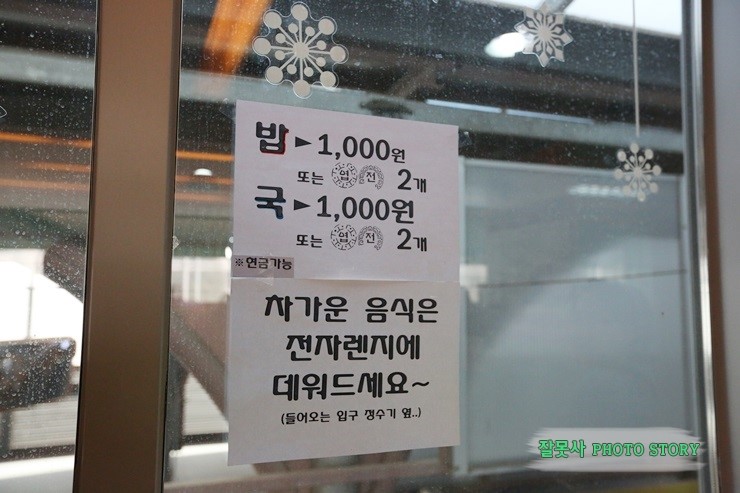 밥 ► 1,000원
또는 엽전 2개
국 ► 1,000원
또는 엽전 2개
※현금가능
차가운 음식은
전자렌지에
데워드세요~
(들어오는 입구 정수기 옆..)
잘못사 PHOTO STORY